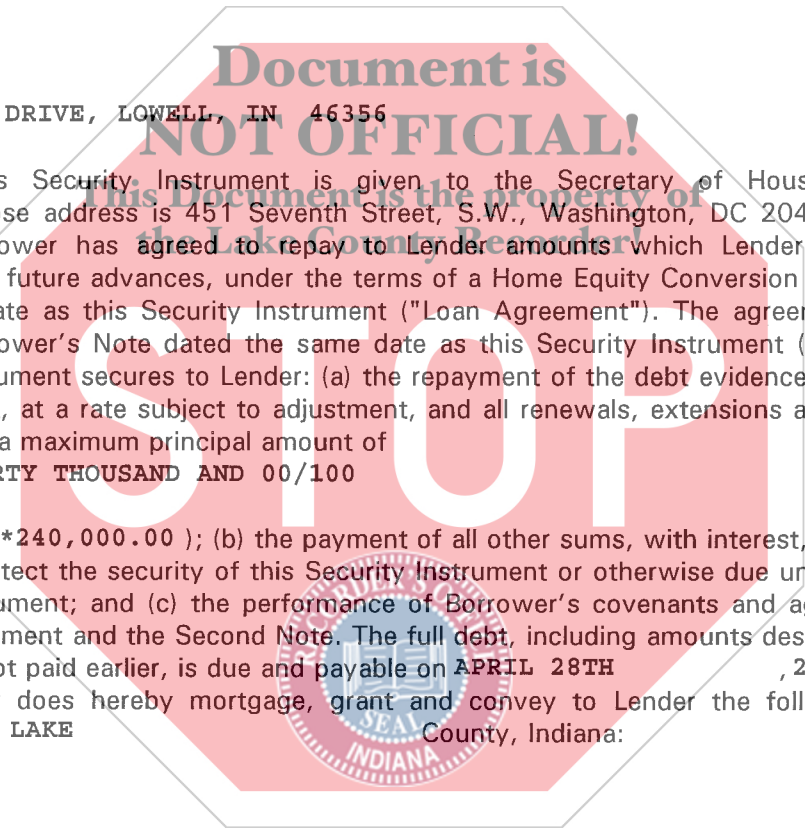 Document is
DRIVE, LOWELL, IN 46356
NOT OFFICIAL!
s Security Instrument is given to the Secretary of Hous
This Document is the property of
se address is 451 Seventh Street, S.W., Washington, DC 204
ower has agreed to repay to Lender amounts which Lender
the Lake County Recorder!
future advances, under the terms of a Home Equity Conversion
ate as this Security Instrument ("Loan Agreement"). The agreer
ower's Note dated the same date as this Security Instrument (
ument secures to Lender: (a) the repayment of the debt evidence
, at a rate subject to adjustment, and all renewals, extensions a
a maximum principal amount of
RTY THOUSAND AND 00/100
STOP
*240,000.00 ); (b) the payment of all other sums, with interest,
tect the security of this Security Instrument or otherwise due un
ument; and (c) the performance of Borrower's covenants and ag
ment and the Second Note. The full debt, including amounts des
ot paid earlier, is due and payable on APRIL 28TH , 2
does hereby mortgage, grant and convey to Lender the foll
LAKE County, Indiana:
SEAL
INDIANA